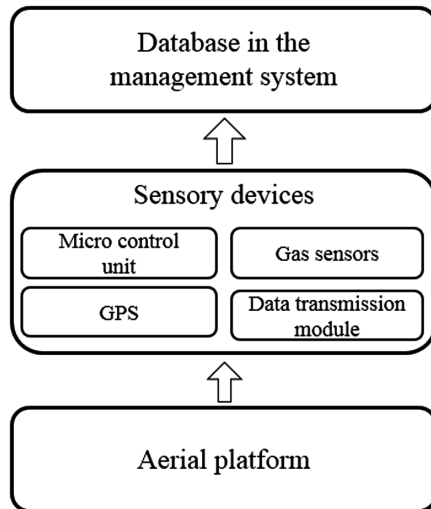 Database in the
management system
Sensory devices
Micro control
unit
Gas sensors
GPS
Data transmission
module
Aerial platform